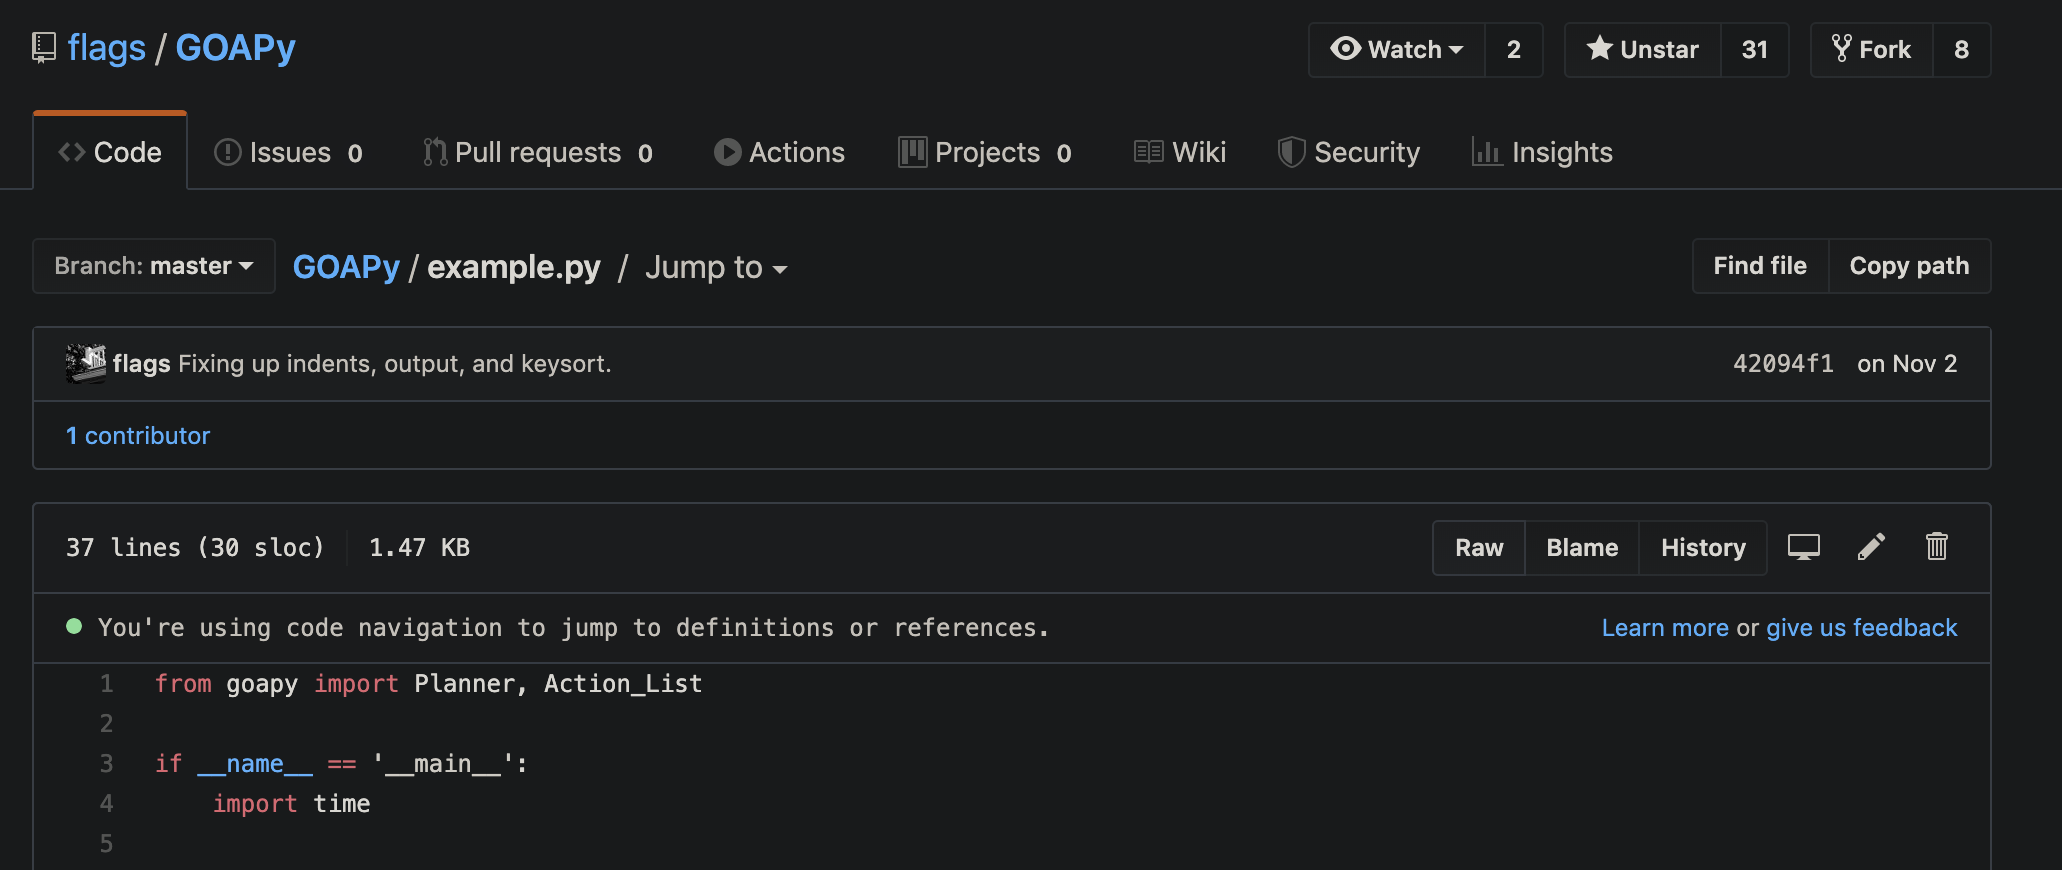 flags / GOAPy
Watch 2 Unstar 31 Fork 8
Code Issues 0 Pull requests 0 Actions Projects 0 Wiki Security Insights
Branch: master GOAPy / example.py / Jump to Find file Copy path
flags Fixing up indents, output, and keysort. 42094f1 on Nov 2
1 contributor
37 lines (30 sloc) 1.47 KB Raw Blame History
You're using code navigation to jump to definitions or references. Learn more or give us feedback
1 from goapy import Planner, Action_List
2
3 if __name__ == '__main__':
4     import time
5